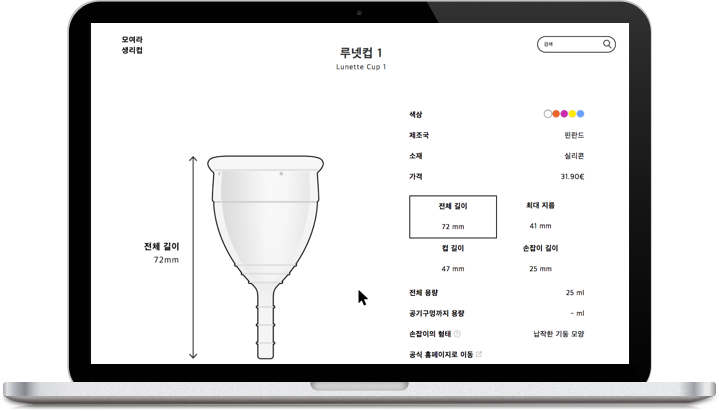 모여라
생리컵
루넷컵 1
Lunette Cup 1
검색
색상
제조국 핀란드
소재 실리콘
가격 31.90€
전체 길이 최대 지름
72 mm 41 mm
컵 길이 손잡이 길이
47 mm 25 mm
전체 길이
72mm
전체 용량 25 ml
공기구멍까지 용량 - ml
손잡이의 형태 납작한 기둥 모양
공식 홈페이지로 이동